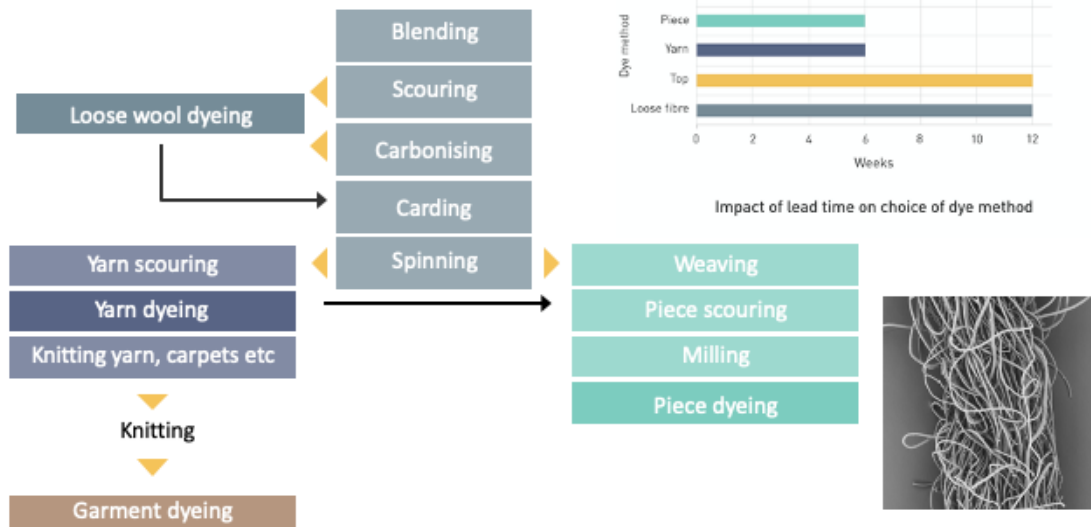 Blending
Scouring
Loose wool dyeing
Carbonising
Carding
Spinning
Yarn scouring
Yarn dyeing
Knitting yarn, carpets etc
Knitting
Garment dyeing
Weaving
Piece scouring
Milling
Piece dyeing
Dye method
Piece
Yarn
Top
Loose fibre
0 2 4 6 8 10 12
Weeks
Impact of lead time on choice of dye method